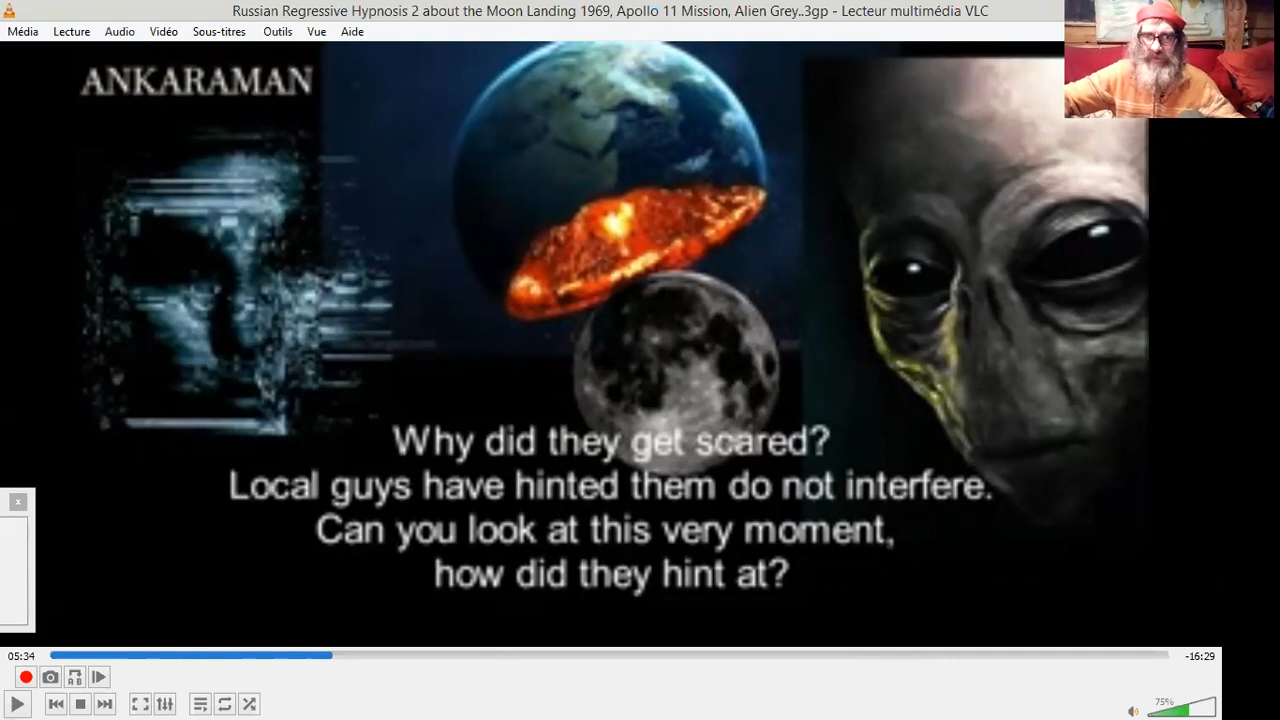 Russian Regressive Hypnosis 2 about the Moon Landing 1969, Apollo 11 Mission, Alien Grey..3gp - Lecteur multimédia VLC
Média Lecture Audio Vidéo Sous-titres Outils Vue Aide
ANKARAMAN
Why did they get scared?
Local guys have hinted them do not interfere.
Can you look at this very moment,
how did they hint at?
x
05:34
-16:29
A B
75%